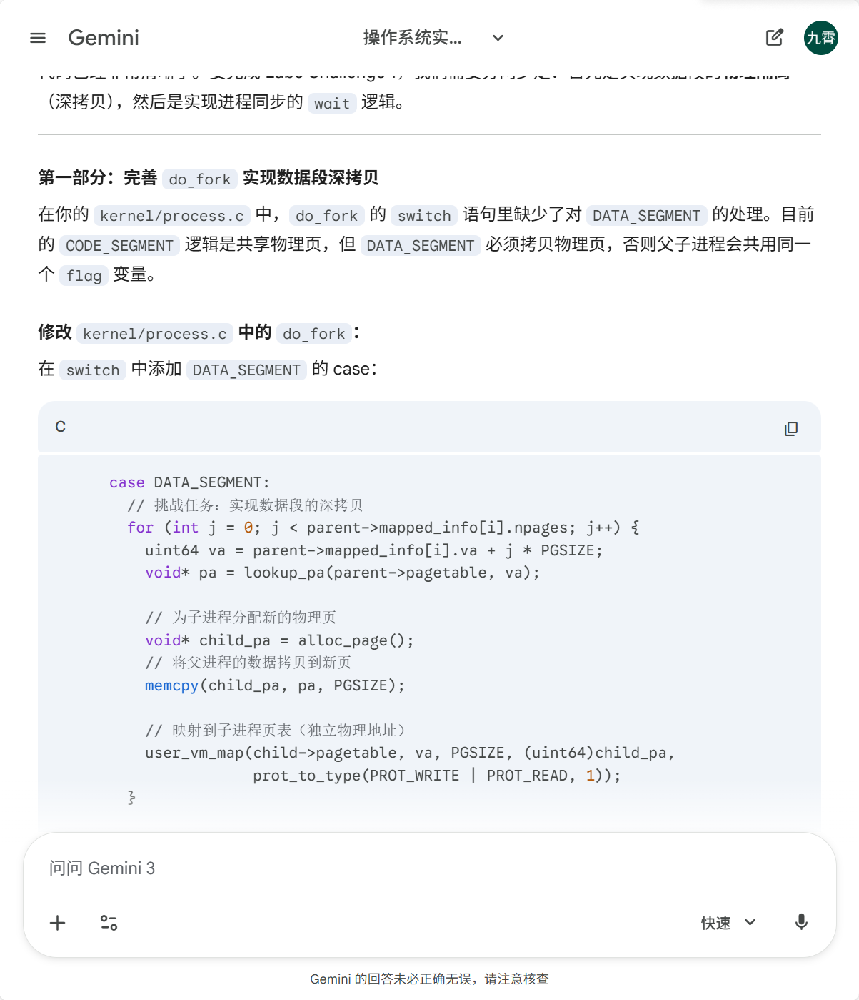 Gemini
操作系统实...
九霄
（深拷贝），然后是实现进程同步的 wait 逻辑。
第一部分：完善 do_fork 实现数据段深拷贝
在你的 kernel/process.c 中，do_fork 的 switch 语句里缺少了对 DATA_SEGMENT 的处理。目前
的 CODE_SEGMENT 逻辑是共享物理页，但 DATA_SEGMENT 必须拷贝物理页，否则父子进程会共用同一
个 flag 变量。
修改 kernel/process.c 中的 do_fork：
在 switch 中添加 DATA_SEGMENT 的 case：
C
case DATA_SEGMENT:
// 挑战任务：实现数据段的深拷贝
for (int j = 0; j < parent->mapped_info[i].npages; j++) {
uint64 va = parent->mapped_info[i].va + j * PGSIZE;
void* pa = lookup_pa(parent->pagetable, va);
// 为子进程分配新的物理页
void* child_pa = alloc_page();
// 将父进程的数据拷贝到新页
memcpy(child_pa, pa, PGSIZE);
// 映射到子进程页表（独立物理地址）
user_vm_map(child->pagetable, va, PGSIZE, (uint64)child_pa,
prot_to_type(PROT_WRITE | PROT_READ, 1));
}
问问 Gemini 3
快速
Gemini 的回答未必正确无误，请注意核查